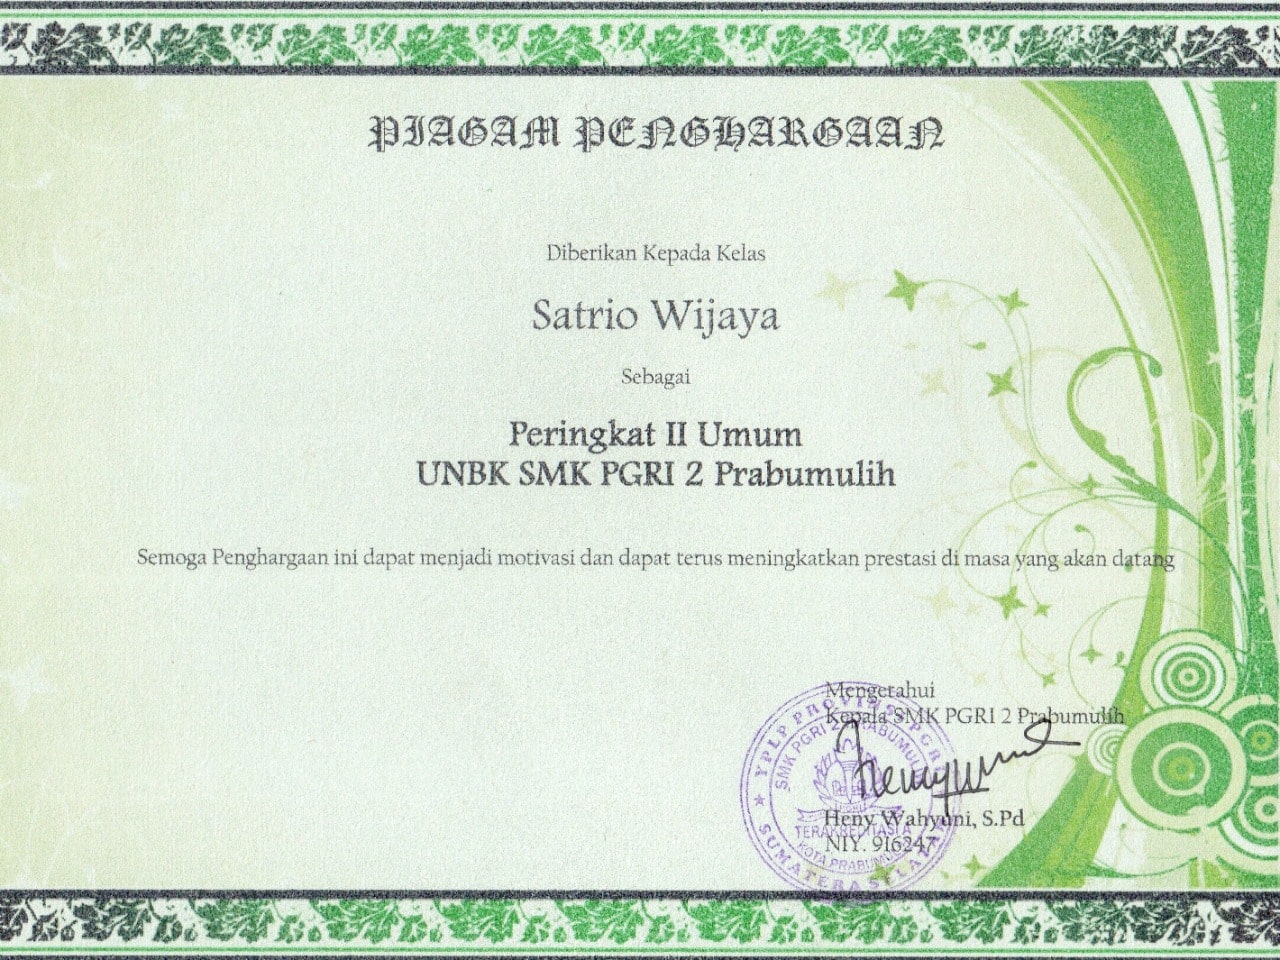 PIAGAM PENGHARGAAN
Diberikan Kepada Kelas
Satrio Wijaya
Sebagai
Peringkat II Umum
UNBK SMK PGRI 2 Prabumulih
Semoga Penghargaan ini dapat menjadi motivasi dan dapat terus meningkatkan prestasi di masa yang akan datang
Mengetahui
Kepala SMK PGRI 2 Prabumulih
YPLP PROVINSI PGRI
SMK PGRI 2 PRABUMULIH
TERAKREDITASI A
KOTA PRABUMULIH
SUMATERA SELATAN
Heny Wahyuni, S.Pd
NIY. 916247